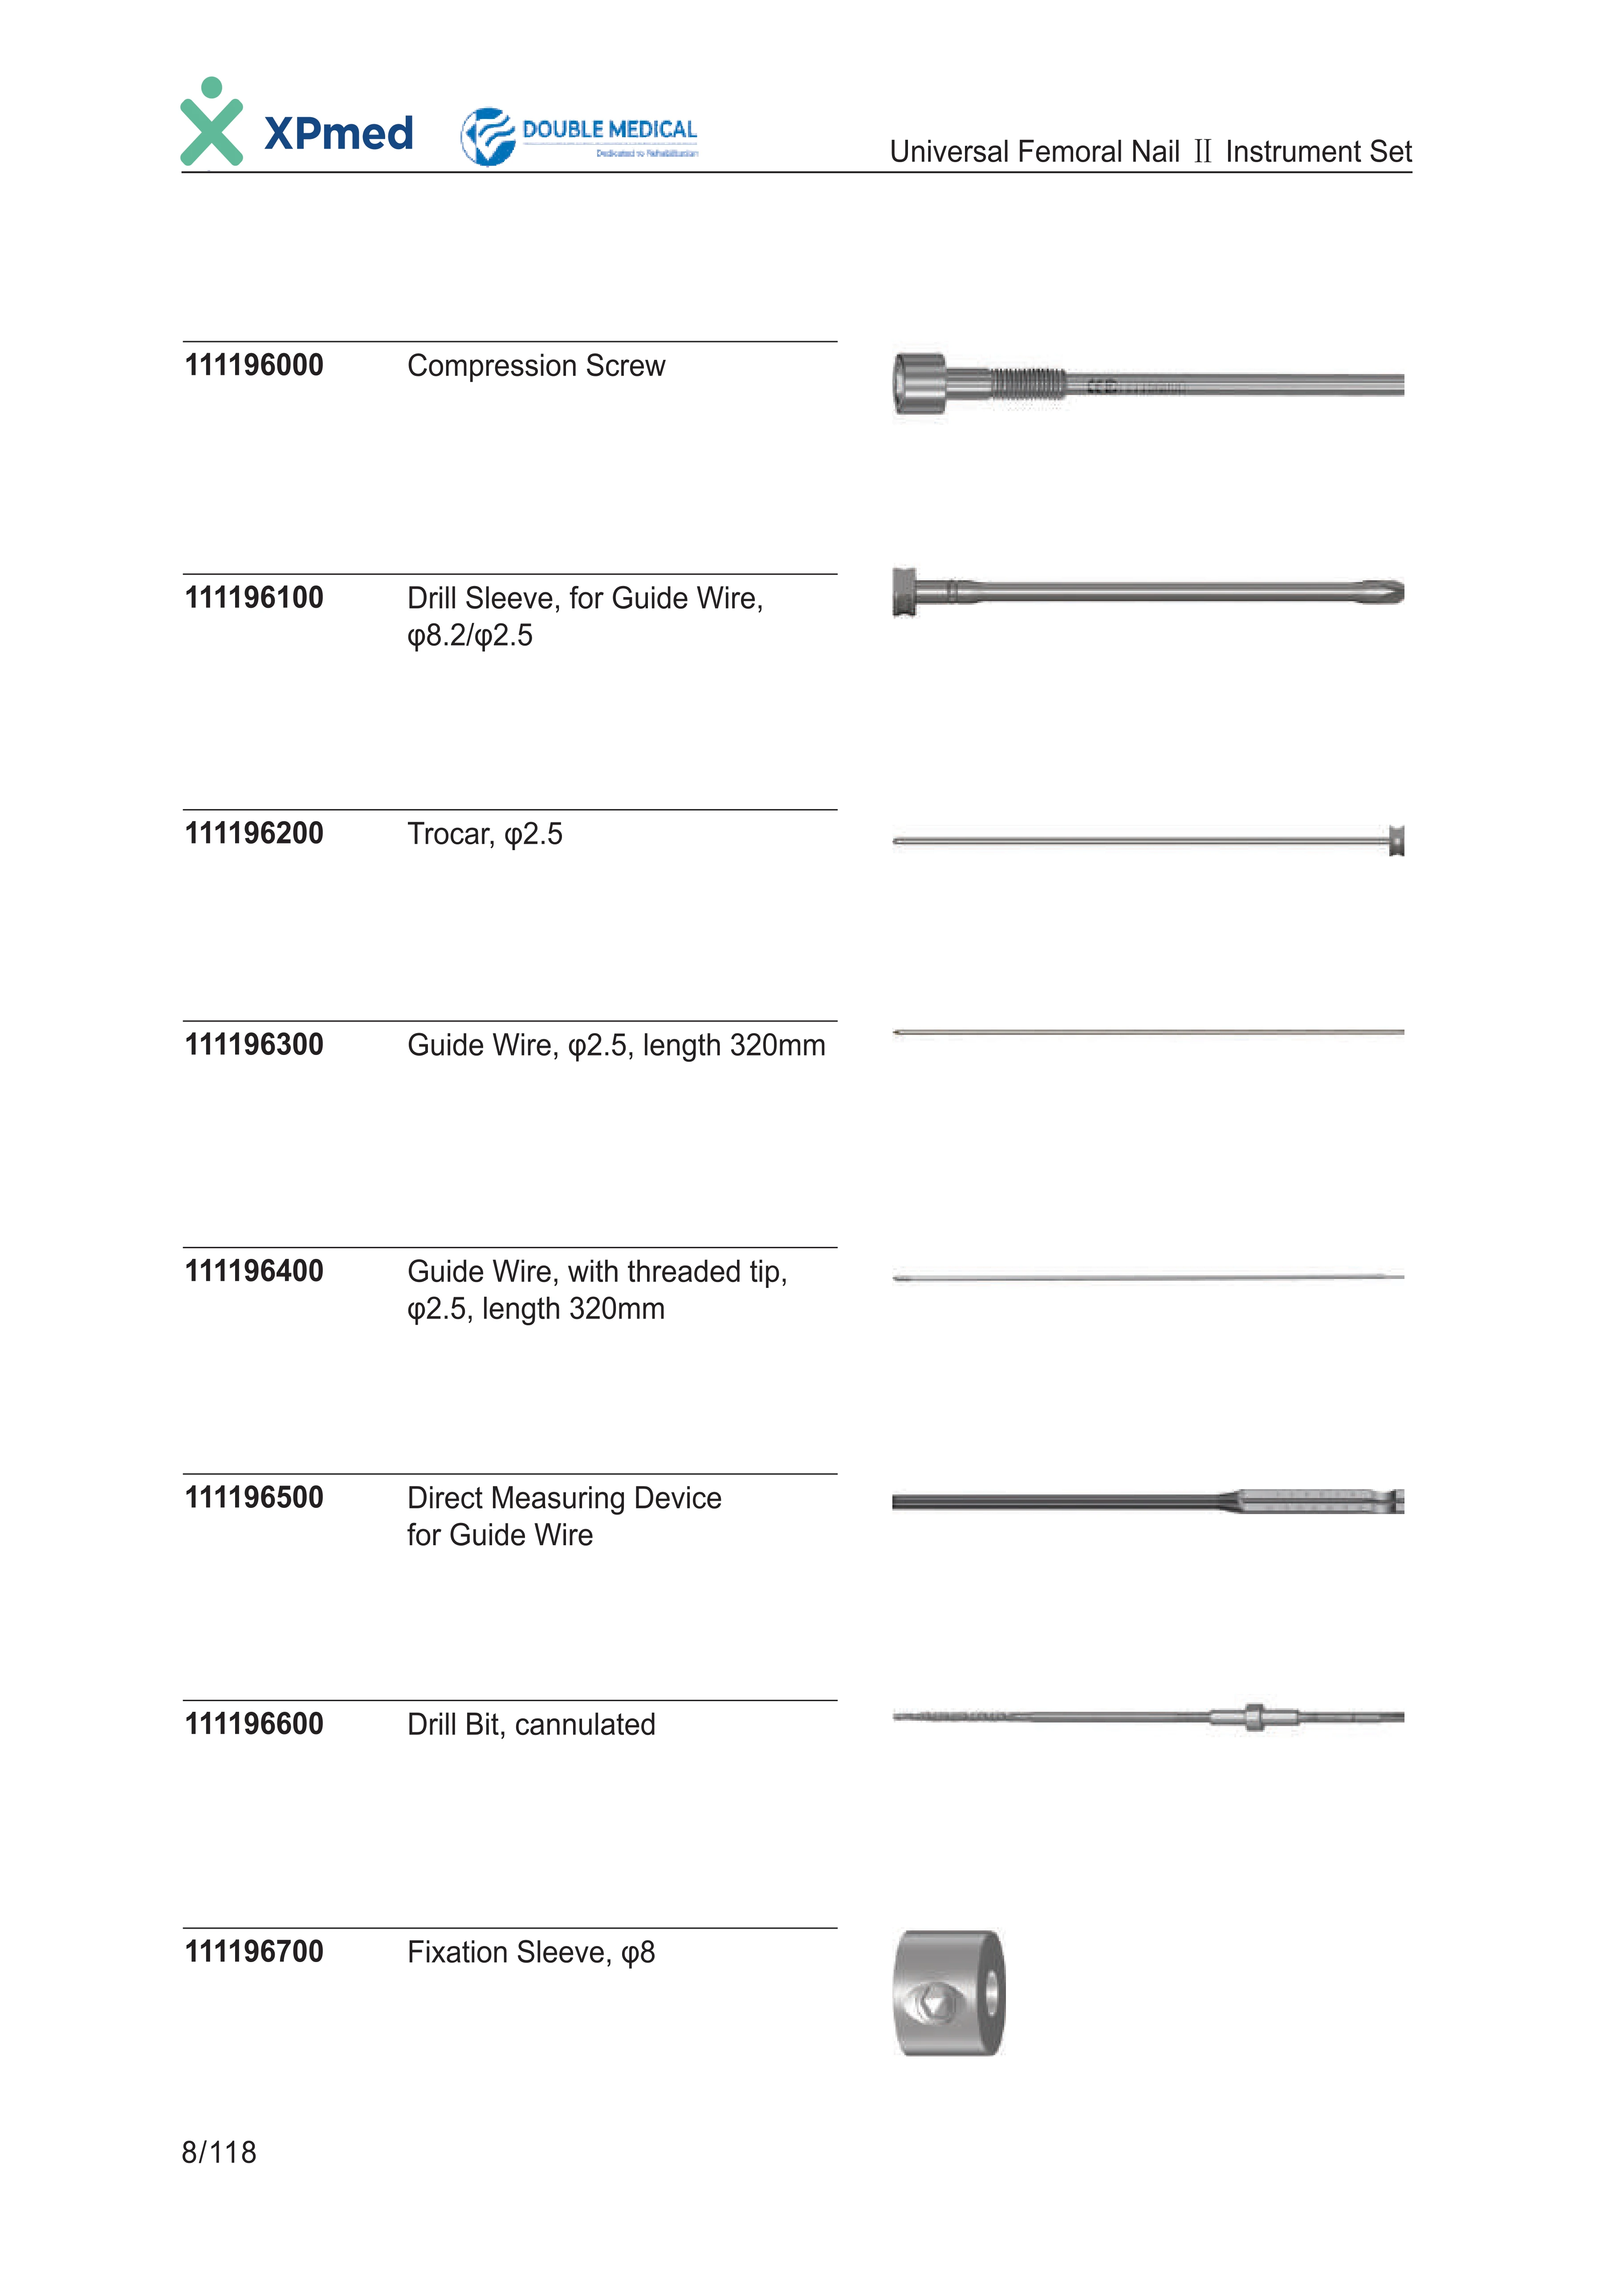 XPmed
DOUBLE MEDICAL
Dedicated to Rehabilitation
Universal Femoral Nail Ⅱ Instrument Set
111196000 Compression Screw
111196100 Drill Sleeve, for Guide Wire,
φ8.2/φ2.5
111196200 Trocar, φ2.5
111196300 Guide Wire, φ2.5, length 320mm
111196400 Guide Wire, with threaded tip,
φ2.5, length 320mm
111196500 Direct Measuring Device
for Guide Wire
111196600 Drill Bit, cannulated
111196700 Fixation Sleeve, φ8
8/118